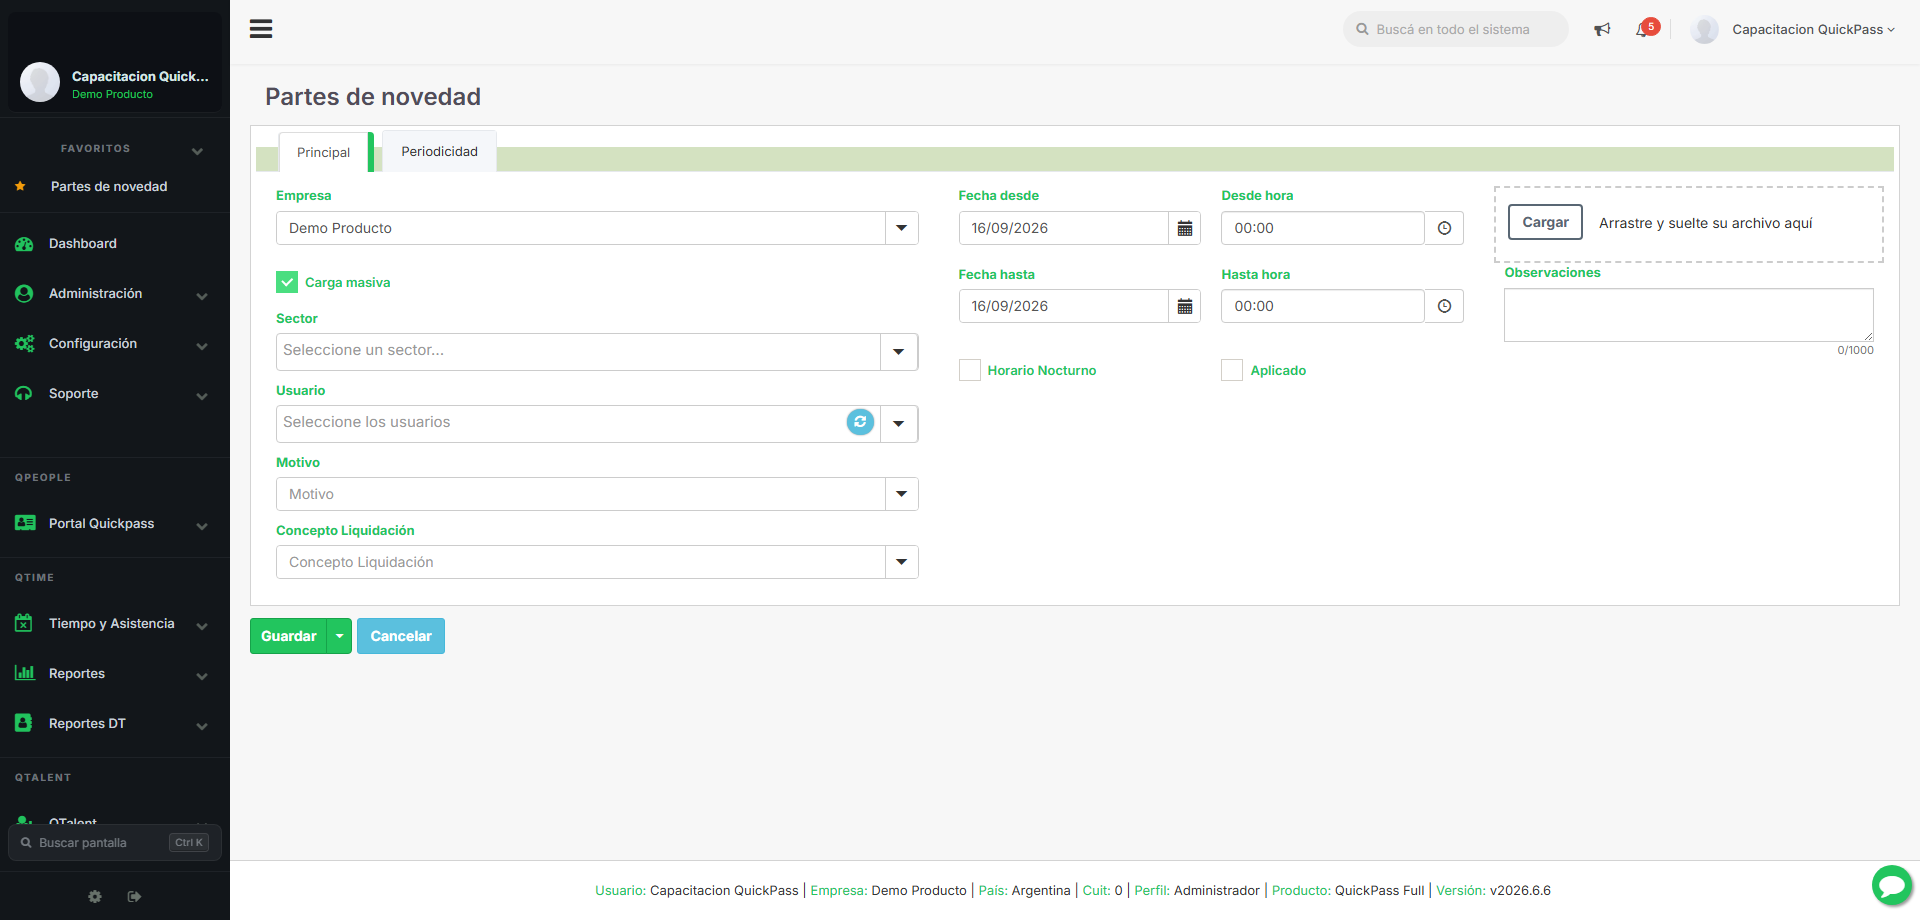 Capacitacion Quick...
Demo Producto
FAVORITOS
Partes de novedad
Dashboard
Administración
Configuración
Soporte
QPEOPLE
Portal Quickpass
QTIME
Tiempo y Asistencia
Reportes
Reportes DT
QTALENT
QTalent
Buscar pantalla
Ctrl K
Buscá en todo el sistema
5
Capacitacion QuickPass
Partes de novedad
Principal
Periodicidad
Empresa
Demo Producto
Carga masiva
Sector
Seleccione un sector...
Usuario
Seleccione los usuarios
Motivo
Motivo
Concepto Liquidación
Concepto Liquidación
Fecha desde
16/09/2026
Desde hora
00:00
Fecha hasta
16/09/2026
Hasta hora
00:00
Horario Nocturno
Aplicado
Cargar
Arrastre y suelte su archivo aquí
Observaciones
0/1000
Guardar
Cancelar
Usuario: Capacitacion QuickPass | Empresa: Demo Producto | País: Argentina | Cuit: 0 | Perfil: Administrador | Producto: QuickPass Full | Versión: v2026.6.6